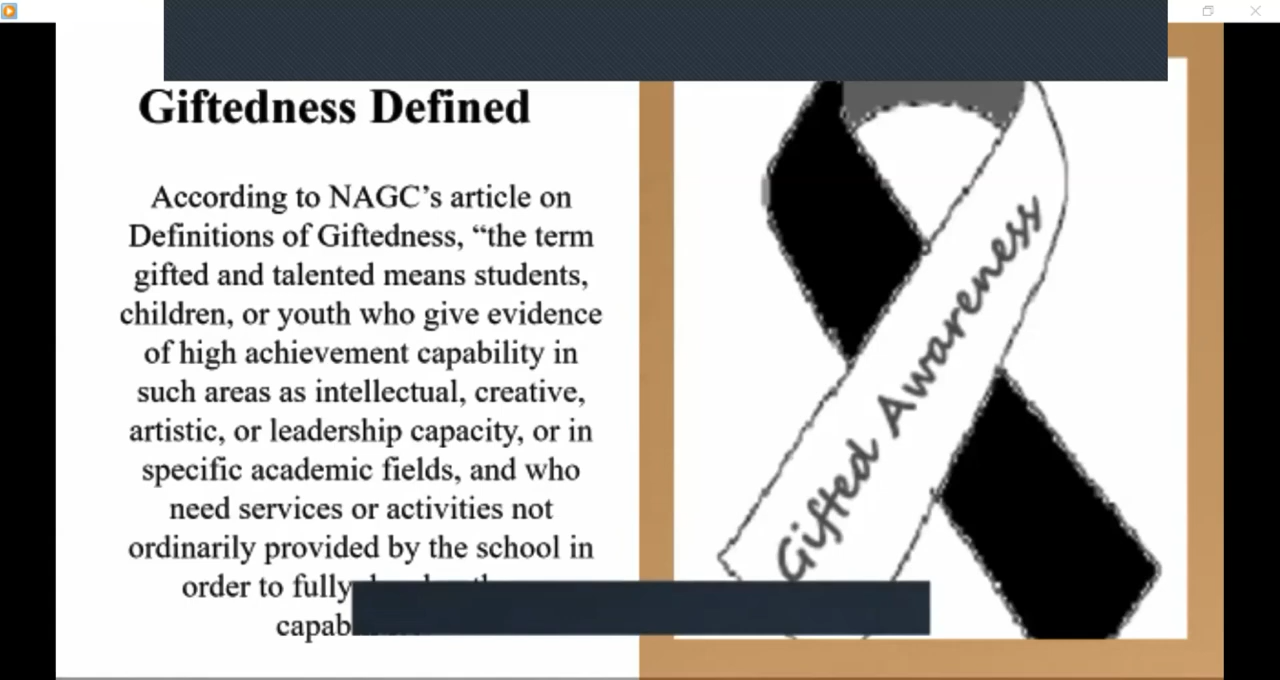 Giftedness Defined
According to NAGC’s article on
Definitions of Giftedness, “the term
gifted and talented means students,
children, or youth who give evidence
of high achievement capability in
such areas as intellectual, creative,
artistic, or leadership capacity, or in
specific academic fields, and who
need services or activities not
ordinarily provided by the school in
order to fully
Gifted Awareness